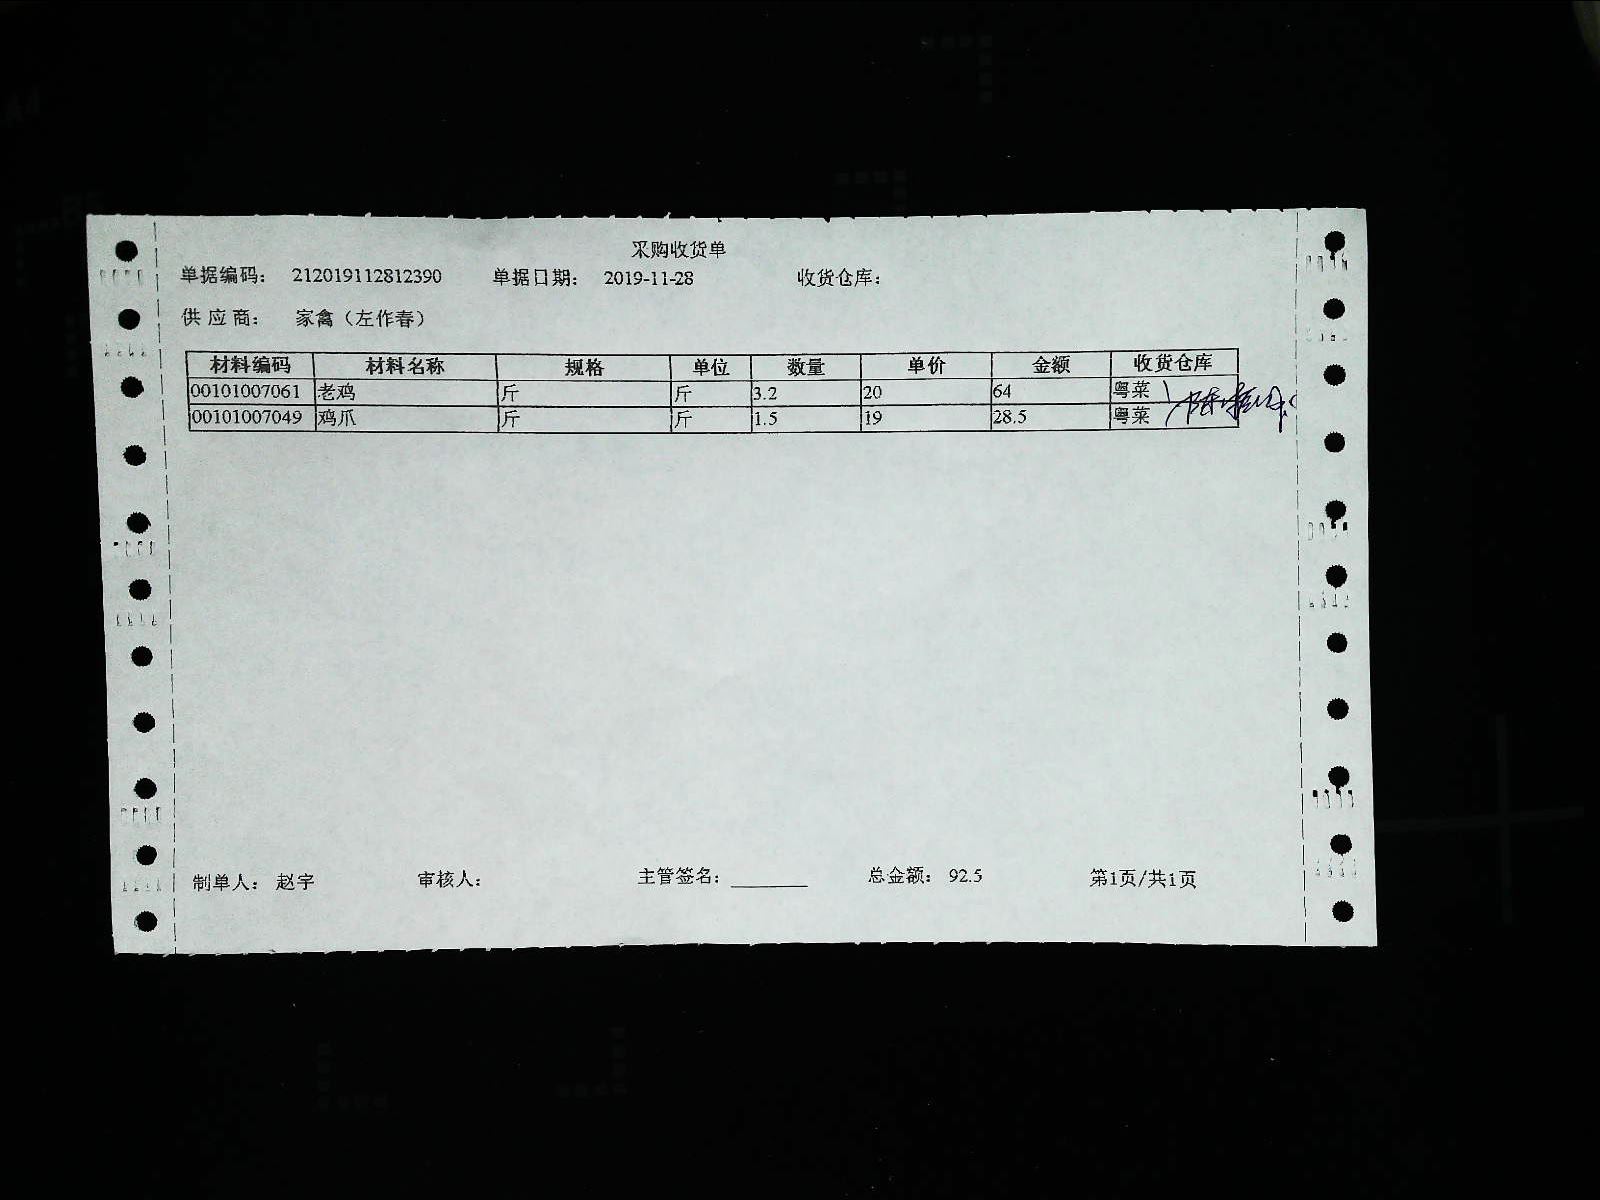 采购收货单
单据编码： 212019112812390 单据日期： 2019-11-28 收货仓库：
供 应 商： 家禽（左作春）
材料编码 材料名称 规格 单位 数量 单价 金额 收货仓库
00101007061 老鸡 斤 斤 3.2 20 64 粤菜
00101007049 鸡爪 斤 斤 1.5 19 28.5 粤菜
制单人： 赵宇 审核人： 主管签名：________ 总金额： 92.5 第1页/共1页